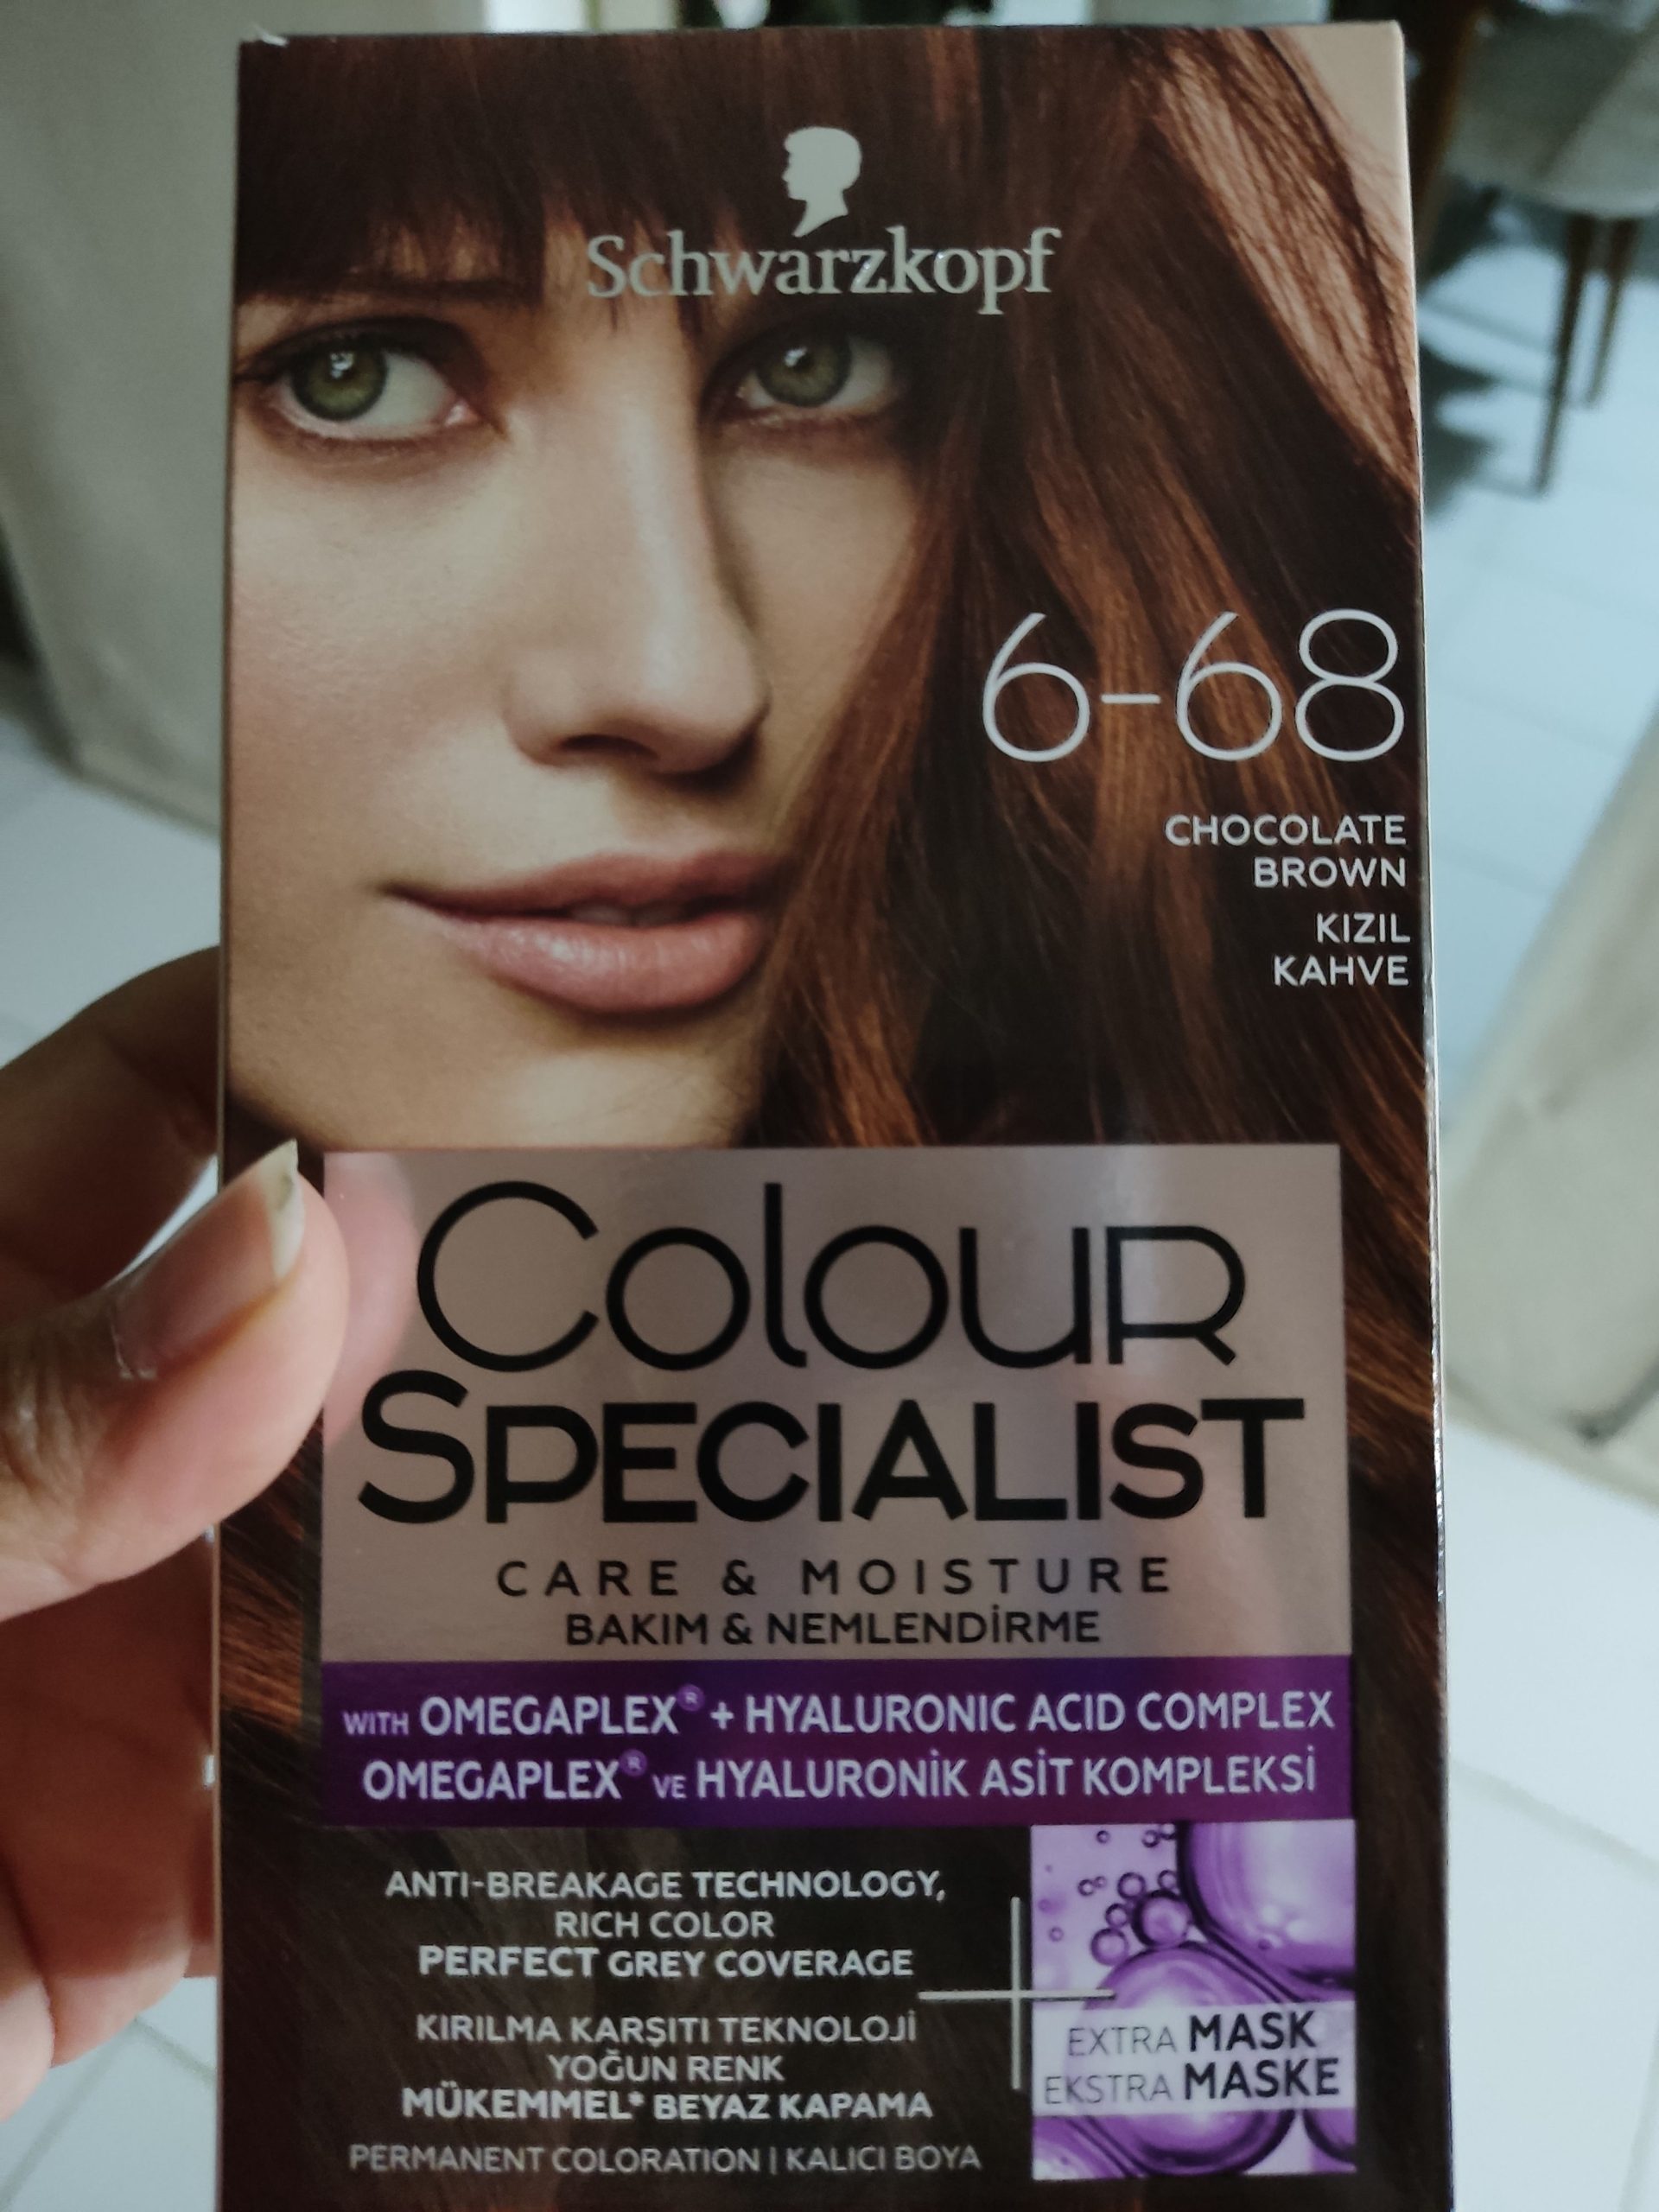 Schwarzkopf
6-68
CHOCOLATE
BROWN
KIZIL
KAHVE
COLOUR
SPECIALIST
CARE & MOISTURE
BAKIM & NEMLENDİRME
WITH OMEGAPLEX® + HYALURONIC ACID COMPLEX
OMEGAPLEX® VE HYALURONİK ASİT KOMPLEKSİ
ANTI-BREAKAGE TECHNOLOGY,
RICH COLOR
PERFECT GREY COVERAGE
KIRILMA KARŞITI TEKNOLOJİ
YOĞUN RENK
MÜKEMMEL* BEYAZ KAPAMA
PERMANENT COLORATION | KALICI BOYA
EXTRA MASK
EKSTRA MASKE